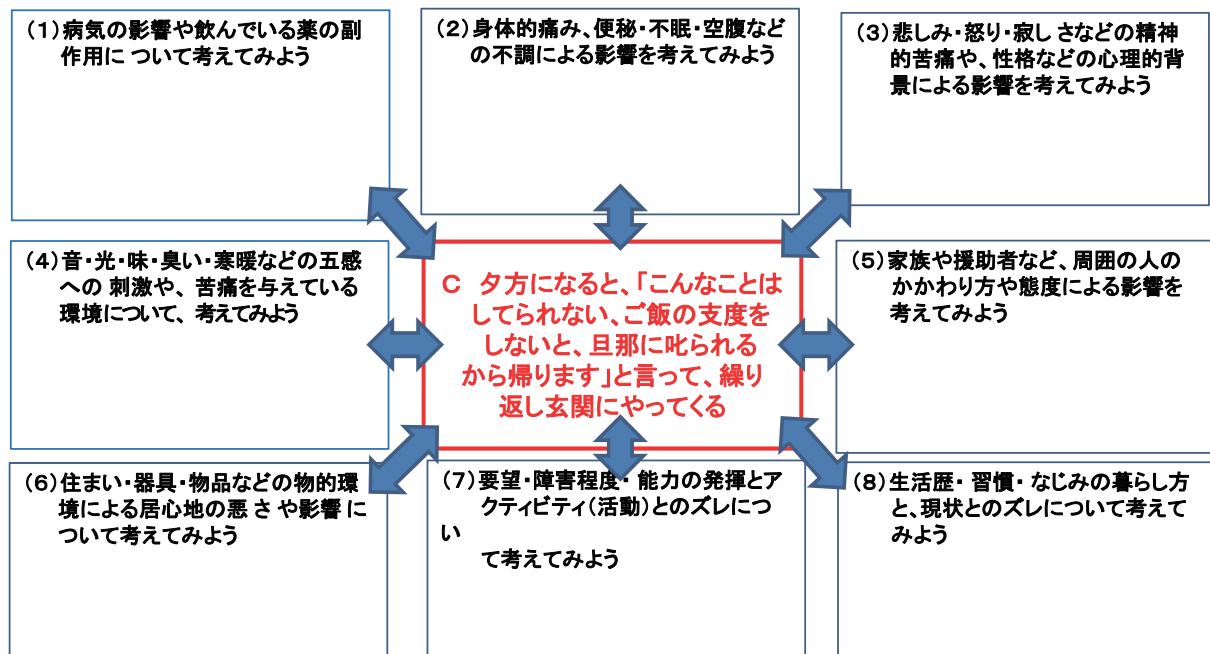 （１）病気の影響や飲んでいる薬の副
作用に ついて考えてみよう
（２）身体的痛み、便秘・不眠・空腹など
の不調による影響を考えてみよう
（３）悲しみ・怒り・寂し さなどの精神
的苦痛や、性格などの心理的背
景による影響を考えてみよう
（４）音・光・味・臭い・寒暖などの五感
への 刺激や、 苦痛を与えている
環境について、 考えてみよう
C　夕方になると、「こんなことは
してられない、ご飯の支度を
しないと、旦那に叱られる
から帰ります」と言って、繰り
返し玄関にやってくる
（５）家族や援助者など、周囲の人の
かかわり方や態度による影響を
考えてみよう
（６）住まい・器具・物品などの物的環
境による居心地の悪 さ や影響 に
ついて考えてみよう
（７）要望・障害程度・ 能力の発揮とア
クティビティ（活動）とのズレにつ
い
て考えてみよう
（８）生活歴・ 習慣・ なじみの暮らし方
と、現状とのズレについて考えて
みよう